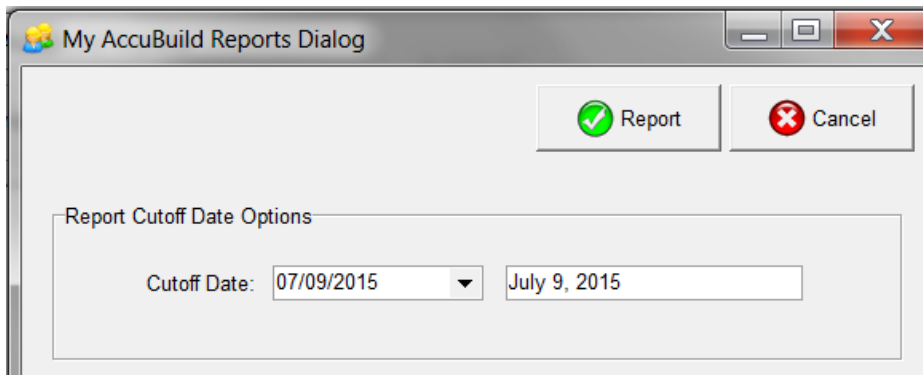 My AccuBuild Reports Dialog
Report Cancel
Report Cutoff Date Options
Cutoff Date: 07/09/2015 July 9, 2015